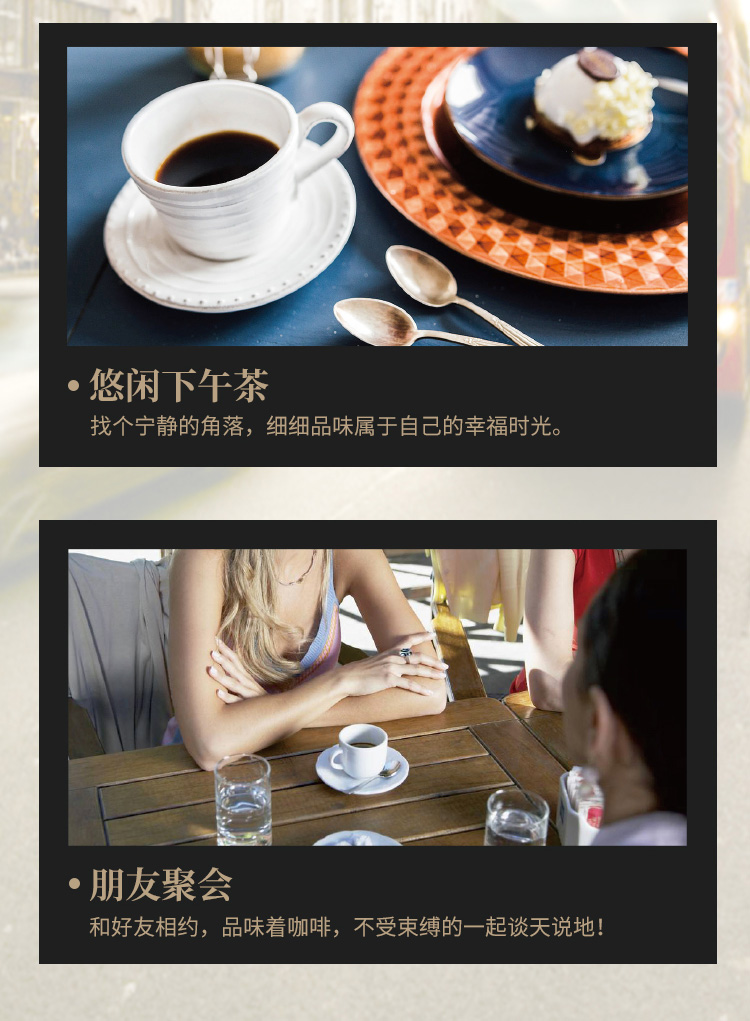 • 悠闲下午茶
找个宁静的角落，细细品味属于自己的幸福时光。
• 朋友聚会
和好友相约，品味着咖啡，不受束缚的一起谈天说地！